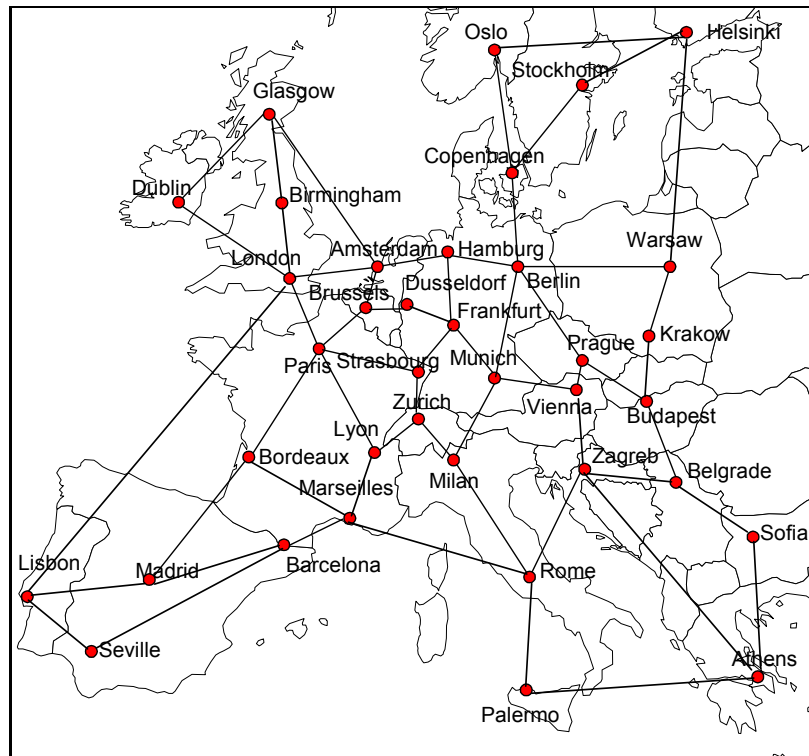 Oslo
Helsinki
Stockholm
Glasgow
Copenhagen
Dublin
Birmingham
London
Amsterdam
Hamburg
Warsaw
Berlin
Dusseldorf
Brussels
Frankfurt
Krakow
Prague
Paris
Strasbourg
Munich
Zurich
Vienna
Budapest
Lyon
Bordeaux
Milan
Zagreb
Belgrade
Marseilles
Sofia
Lisbon
Madrid
Barcelona
Rome
Seville
Athens
Palermo